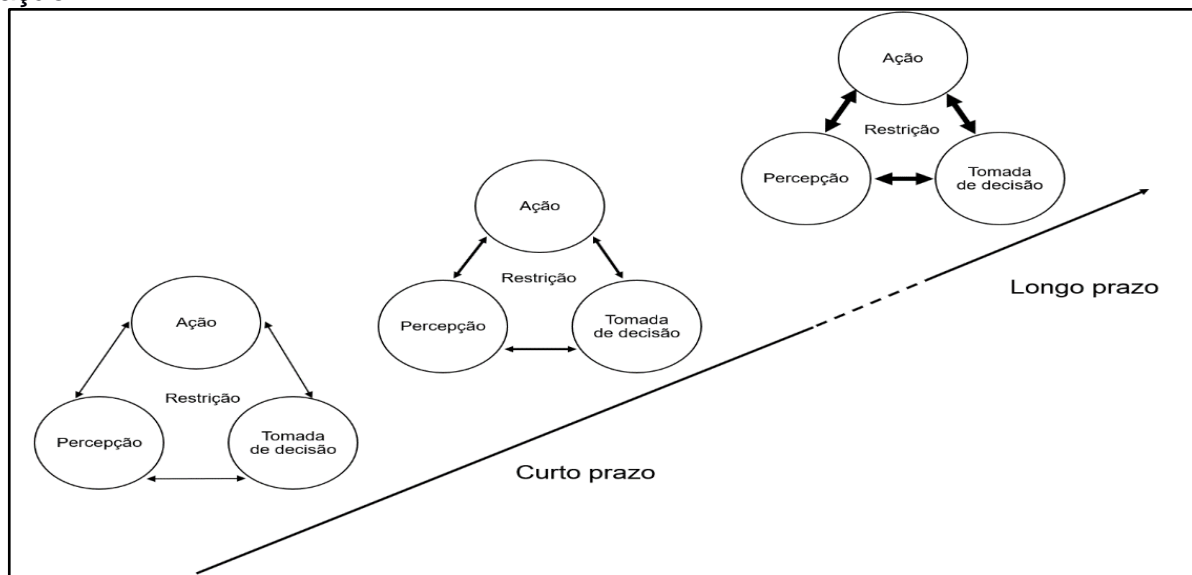 Ação
Restrição
Percepção
Tomada
de decisão
Ação
Restrição
Percepção
Tomada
de decisão
Ação
Restrição
Percepção
Tomada
de decisão
Longo prazo
Curto prazo